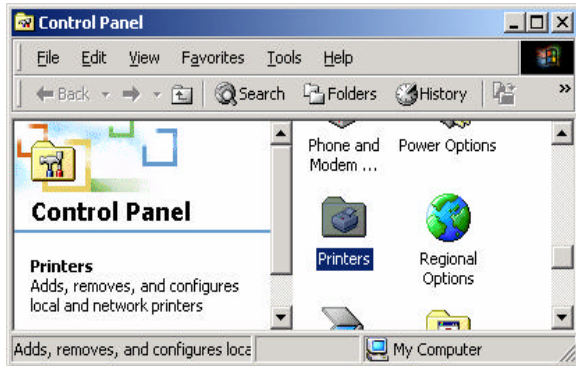 Control Panel
File Edit View Favorites Tools Help
Back Search Folders History »
Control Panel
Printers
Adds, removes, and configures
local and network printers
Phone and
Modem ...
Power Options
Printers
Regional
Options
Adds, removes, and configures loca
My Computer